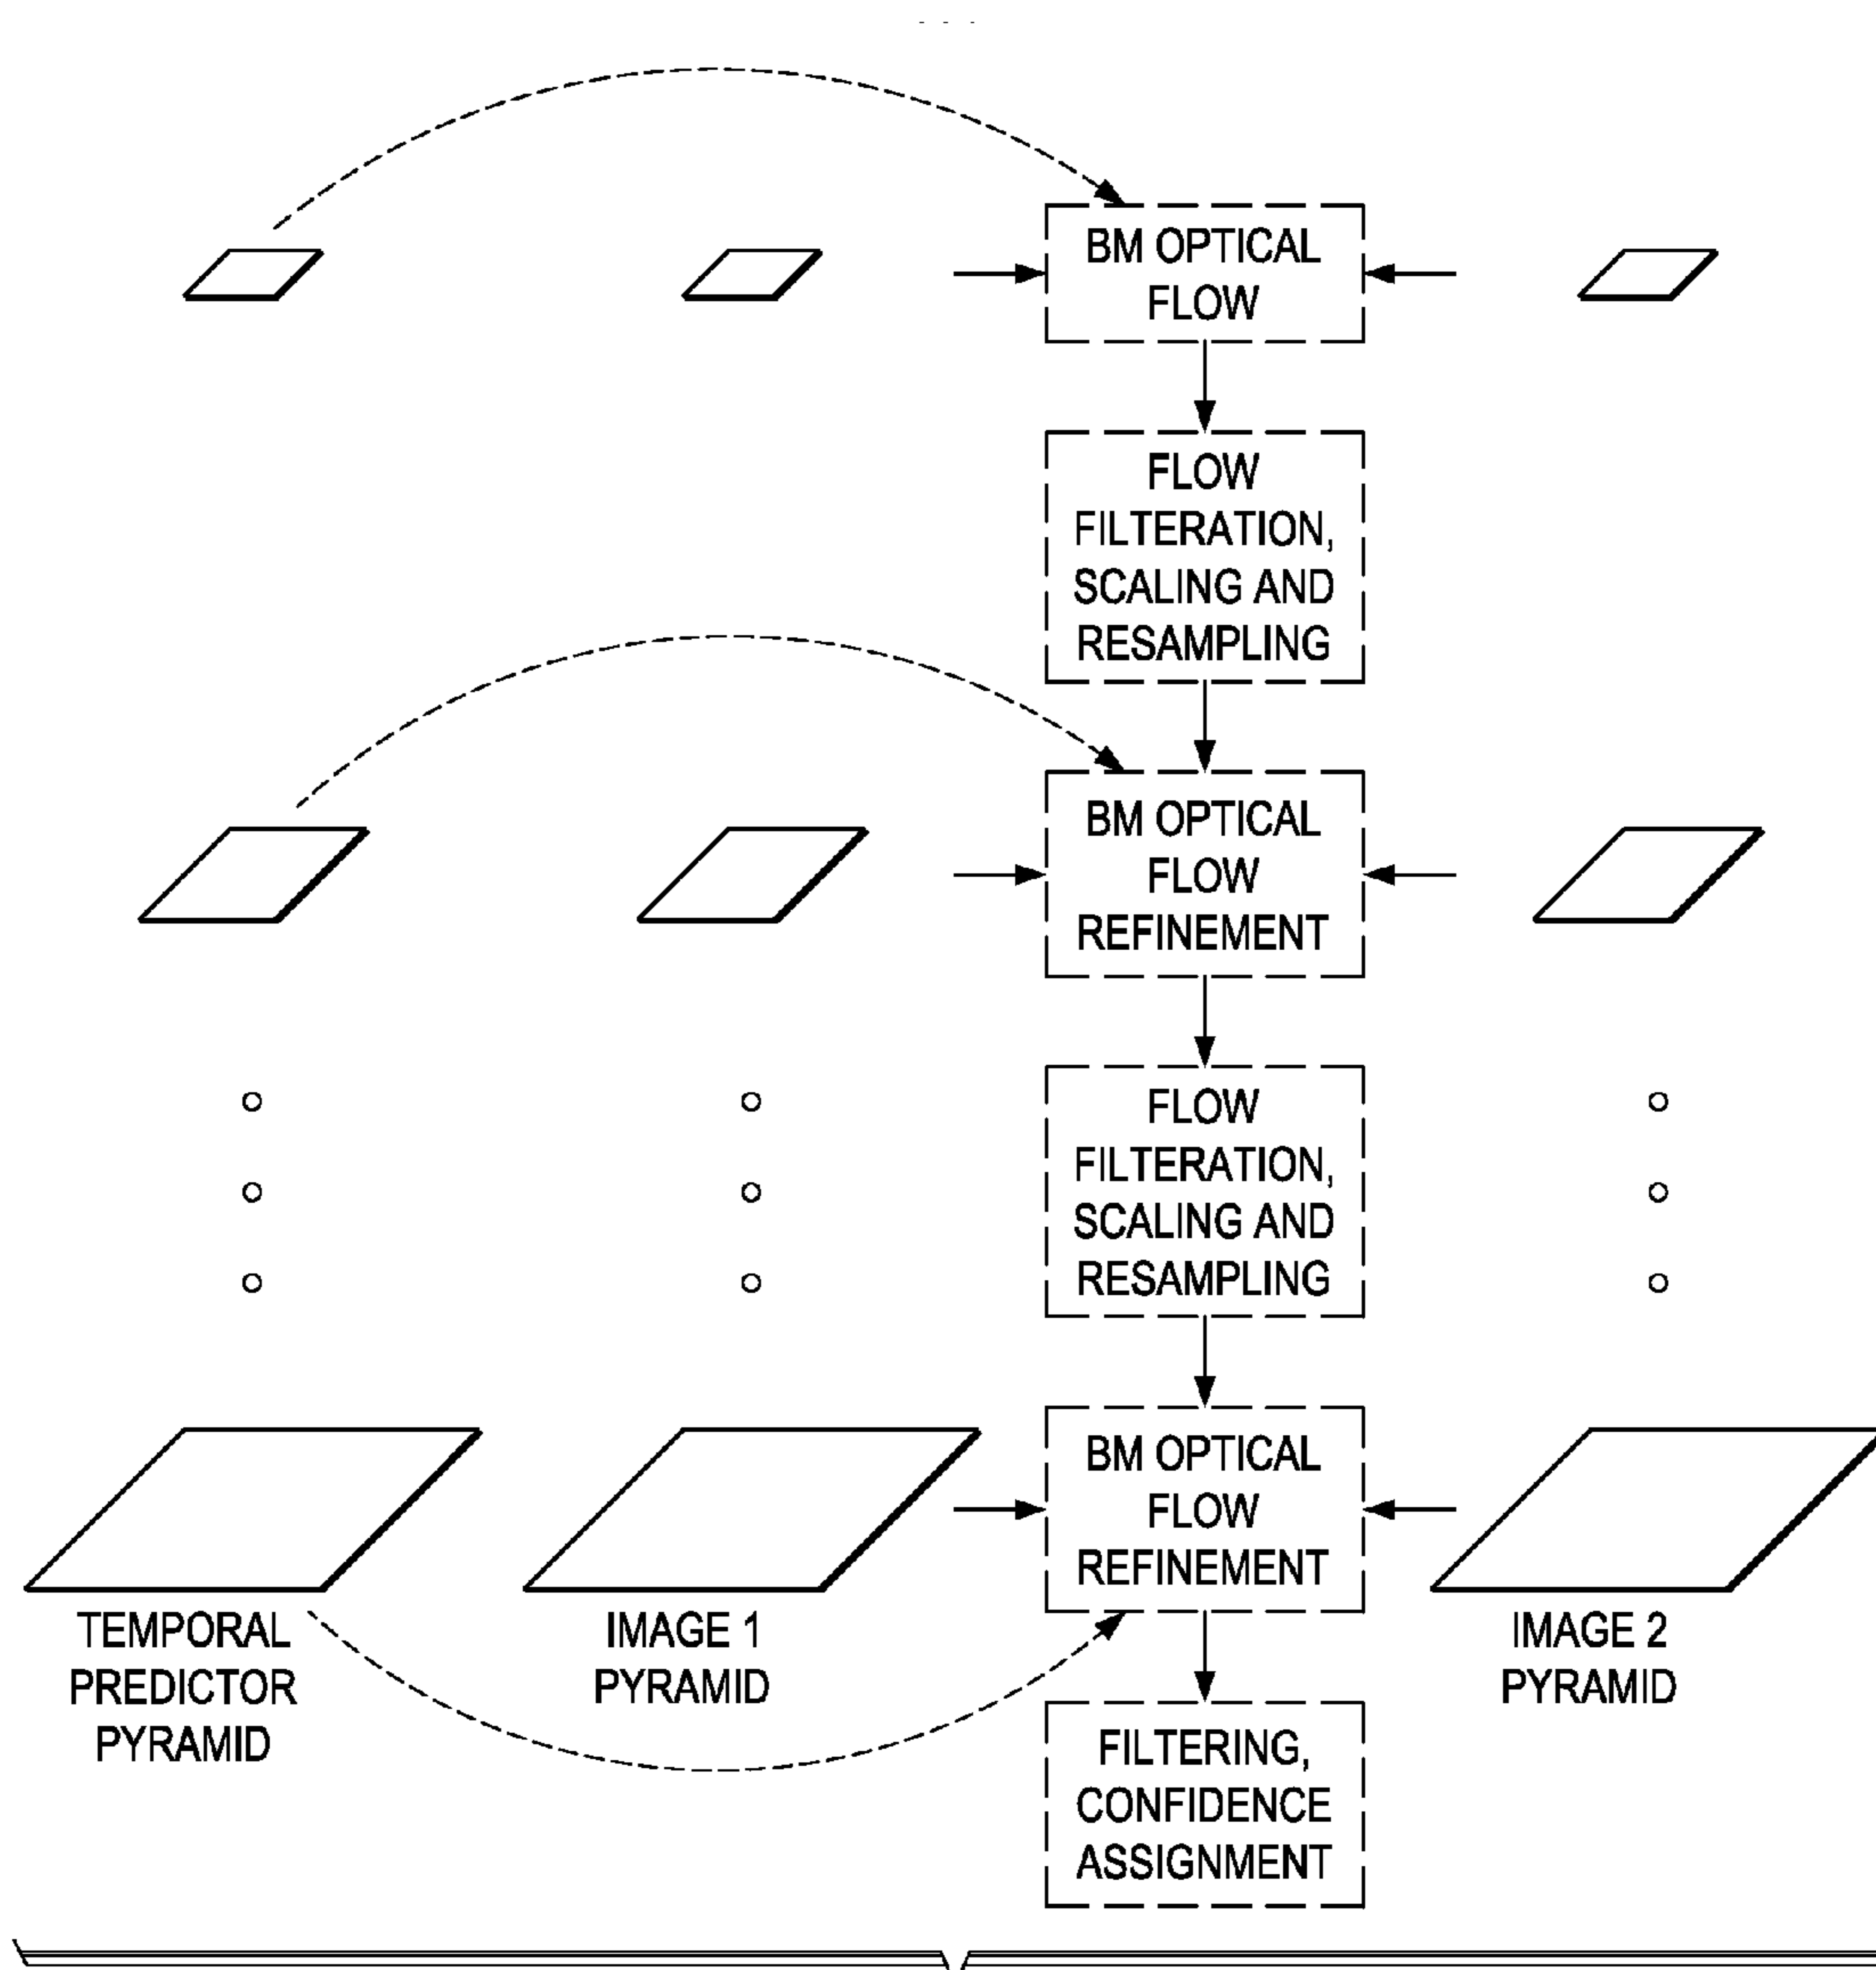 BM OPTICAL
FLOW
FLOW
FILTERATION,
SCALING AND
RESAMPLING
BM OPTICAL
FLOW
REFINEMENT
FLOW
FILTERATION,
SCALING AND
RESAMPLING
BM OPTICAL
FLOW
REFINEMENT
TEMPORAL
PREDICTOR
PYRAMID
IMAGE 1
PYRAMID
IMAGE 2
PYRAMID
FILTERING,
CONFIDENCE
ASSIGNMENT